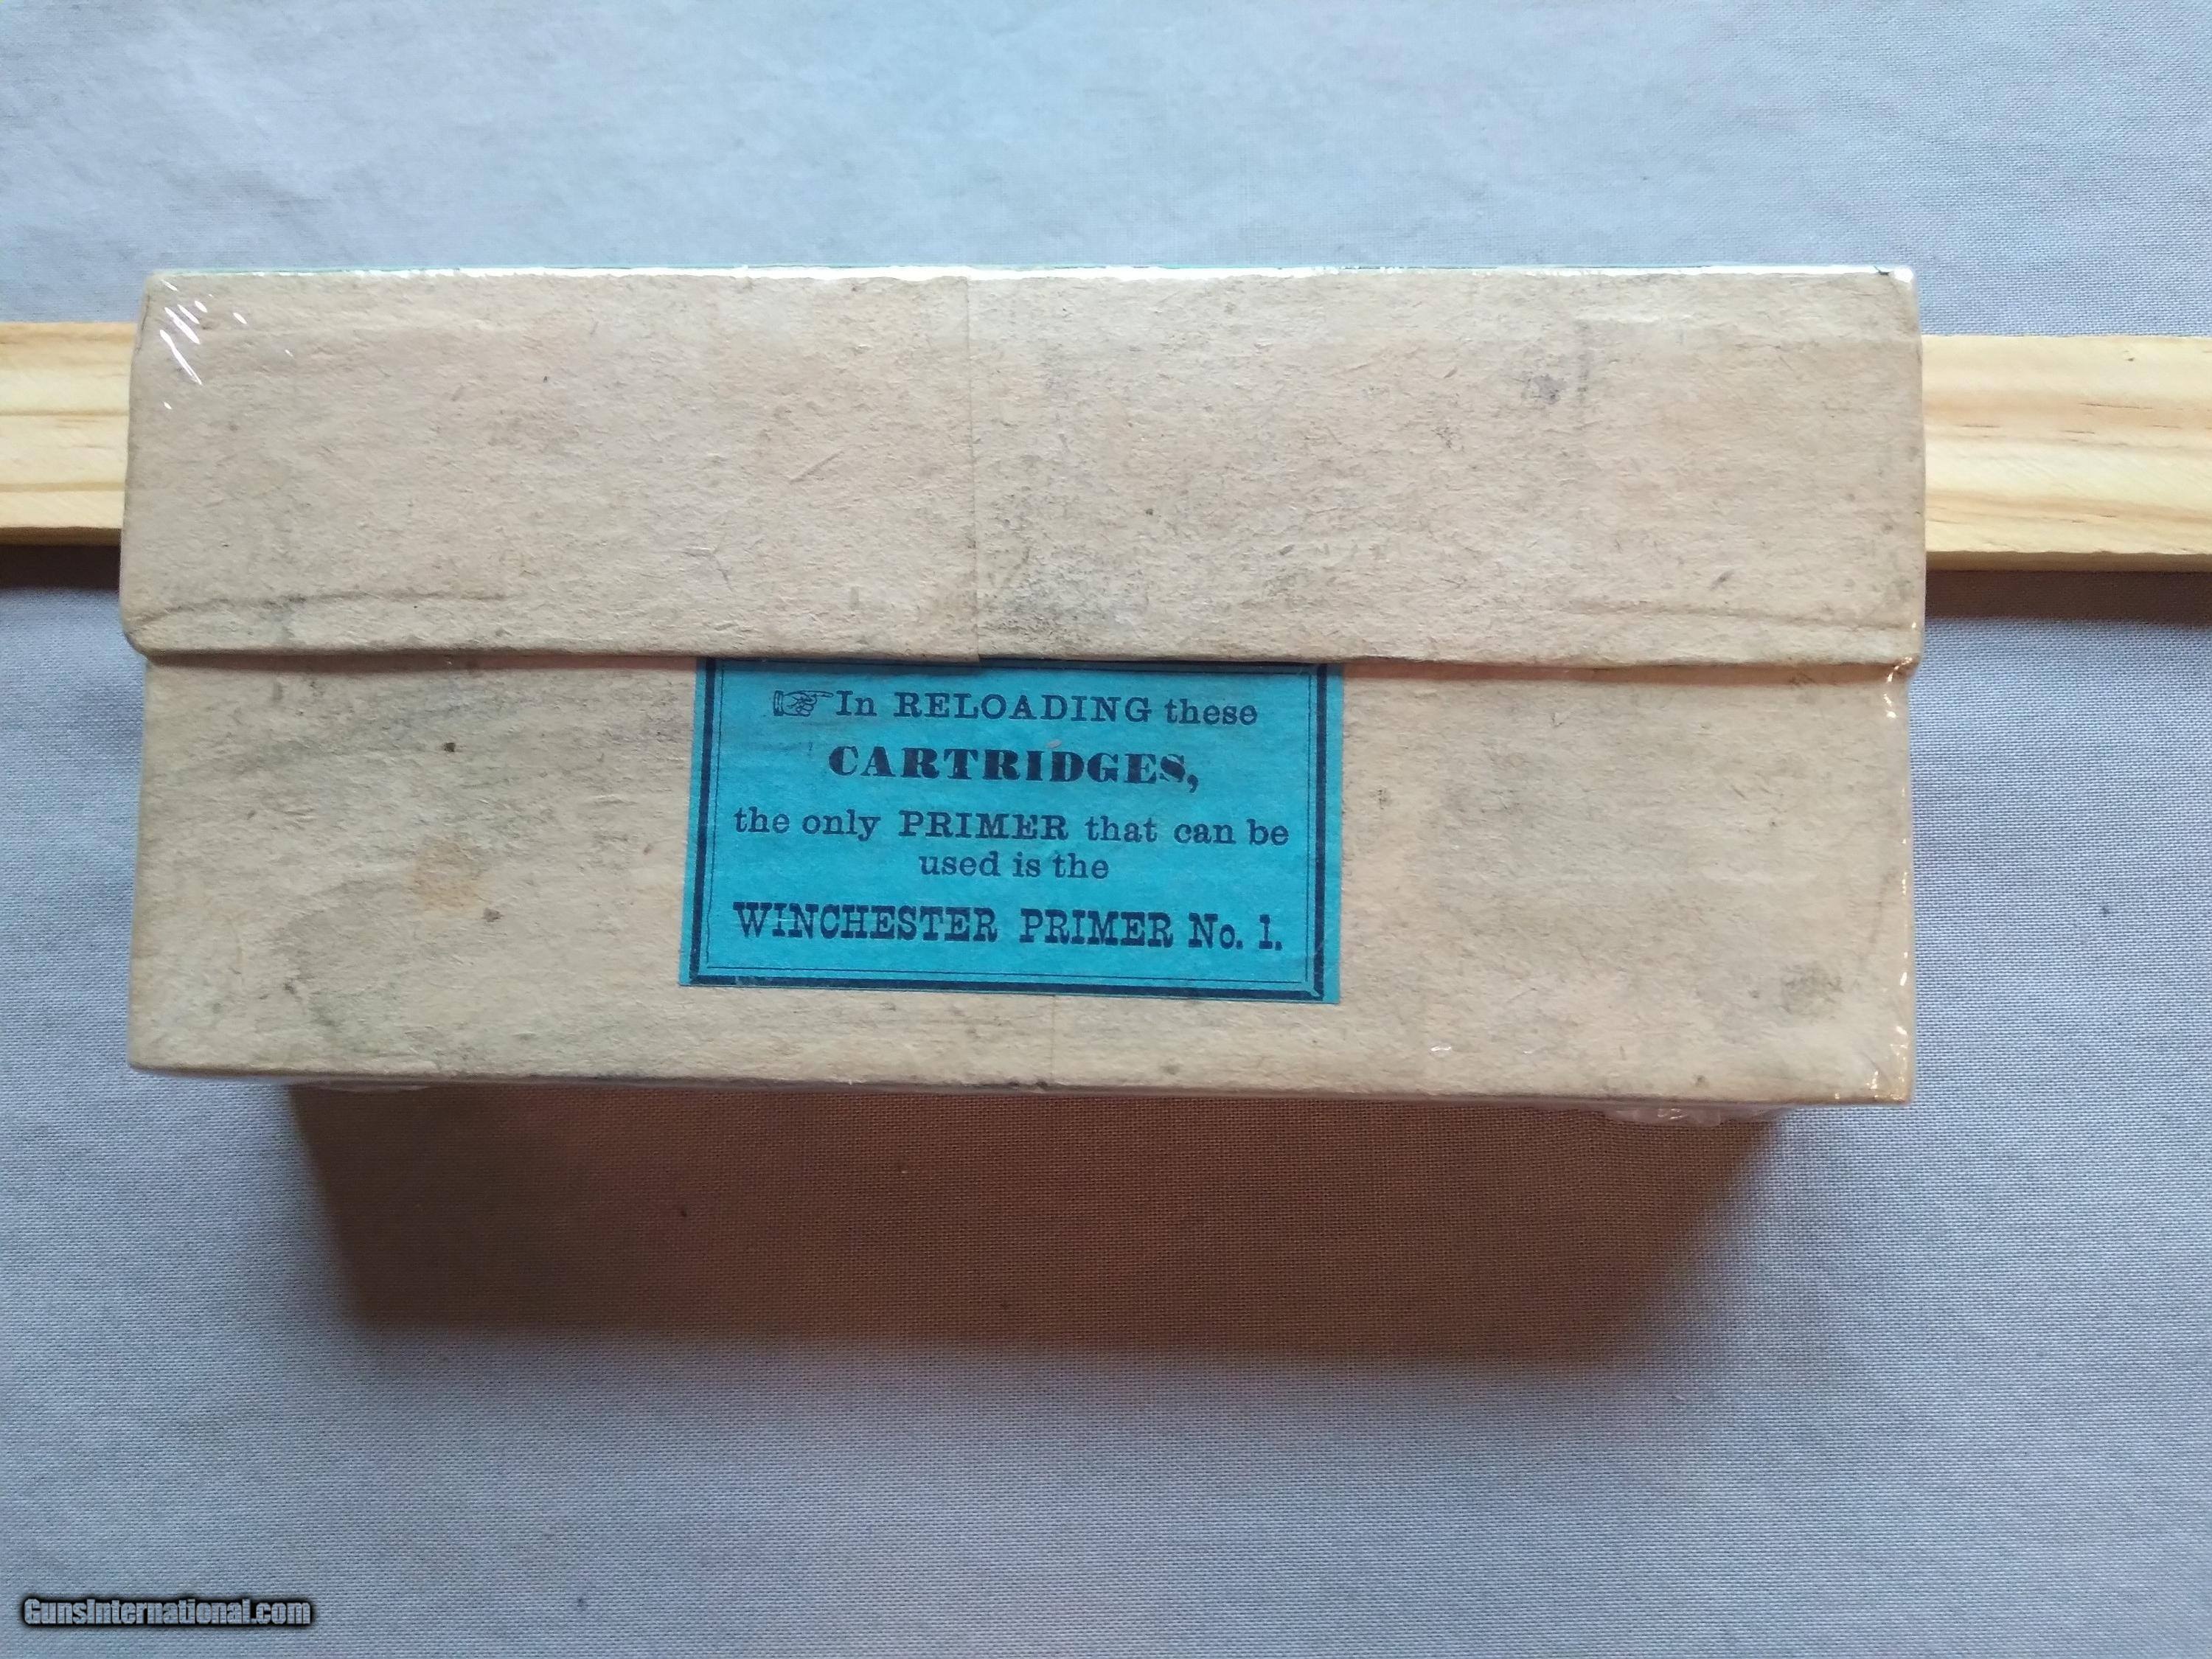 ☞ In RELOADING these
CARTRIDGES,
the only PRIMER that can be
used is the
WINCHESTER PRIMER No. 1.
GunsInternational.com